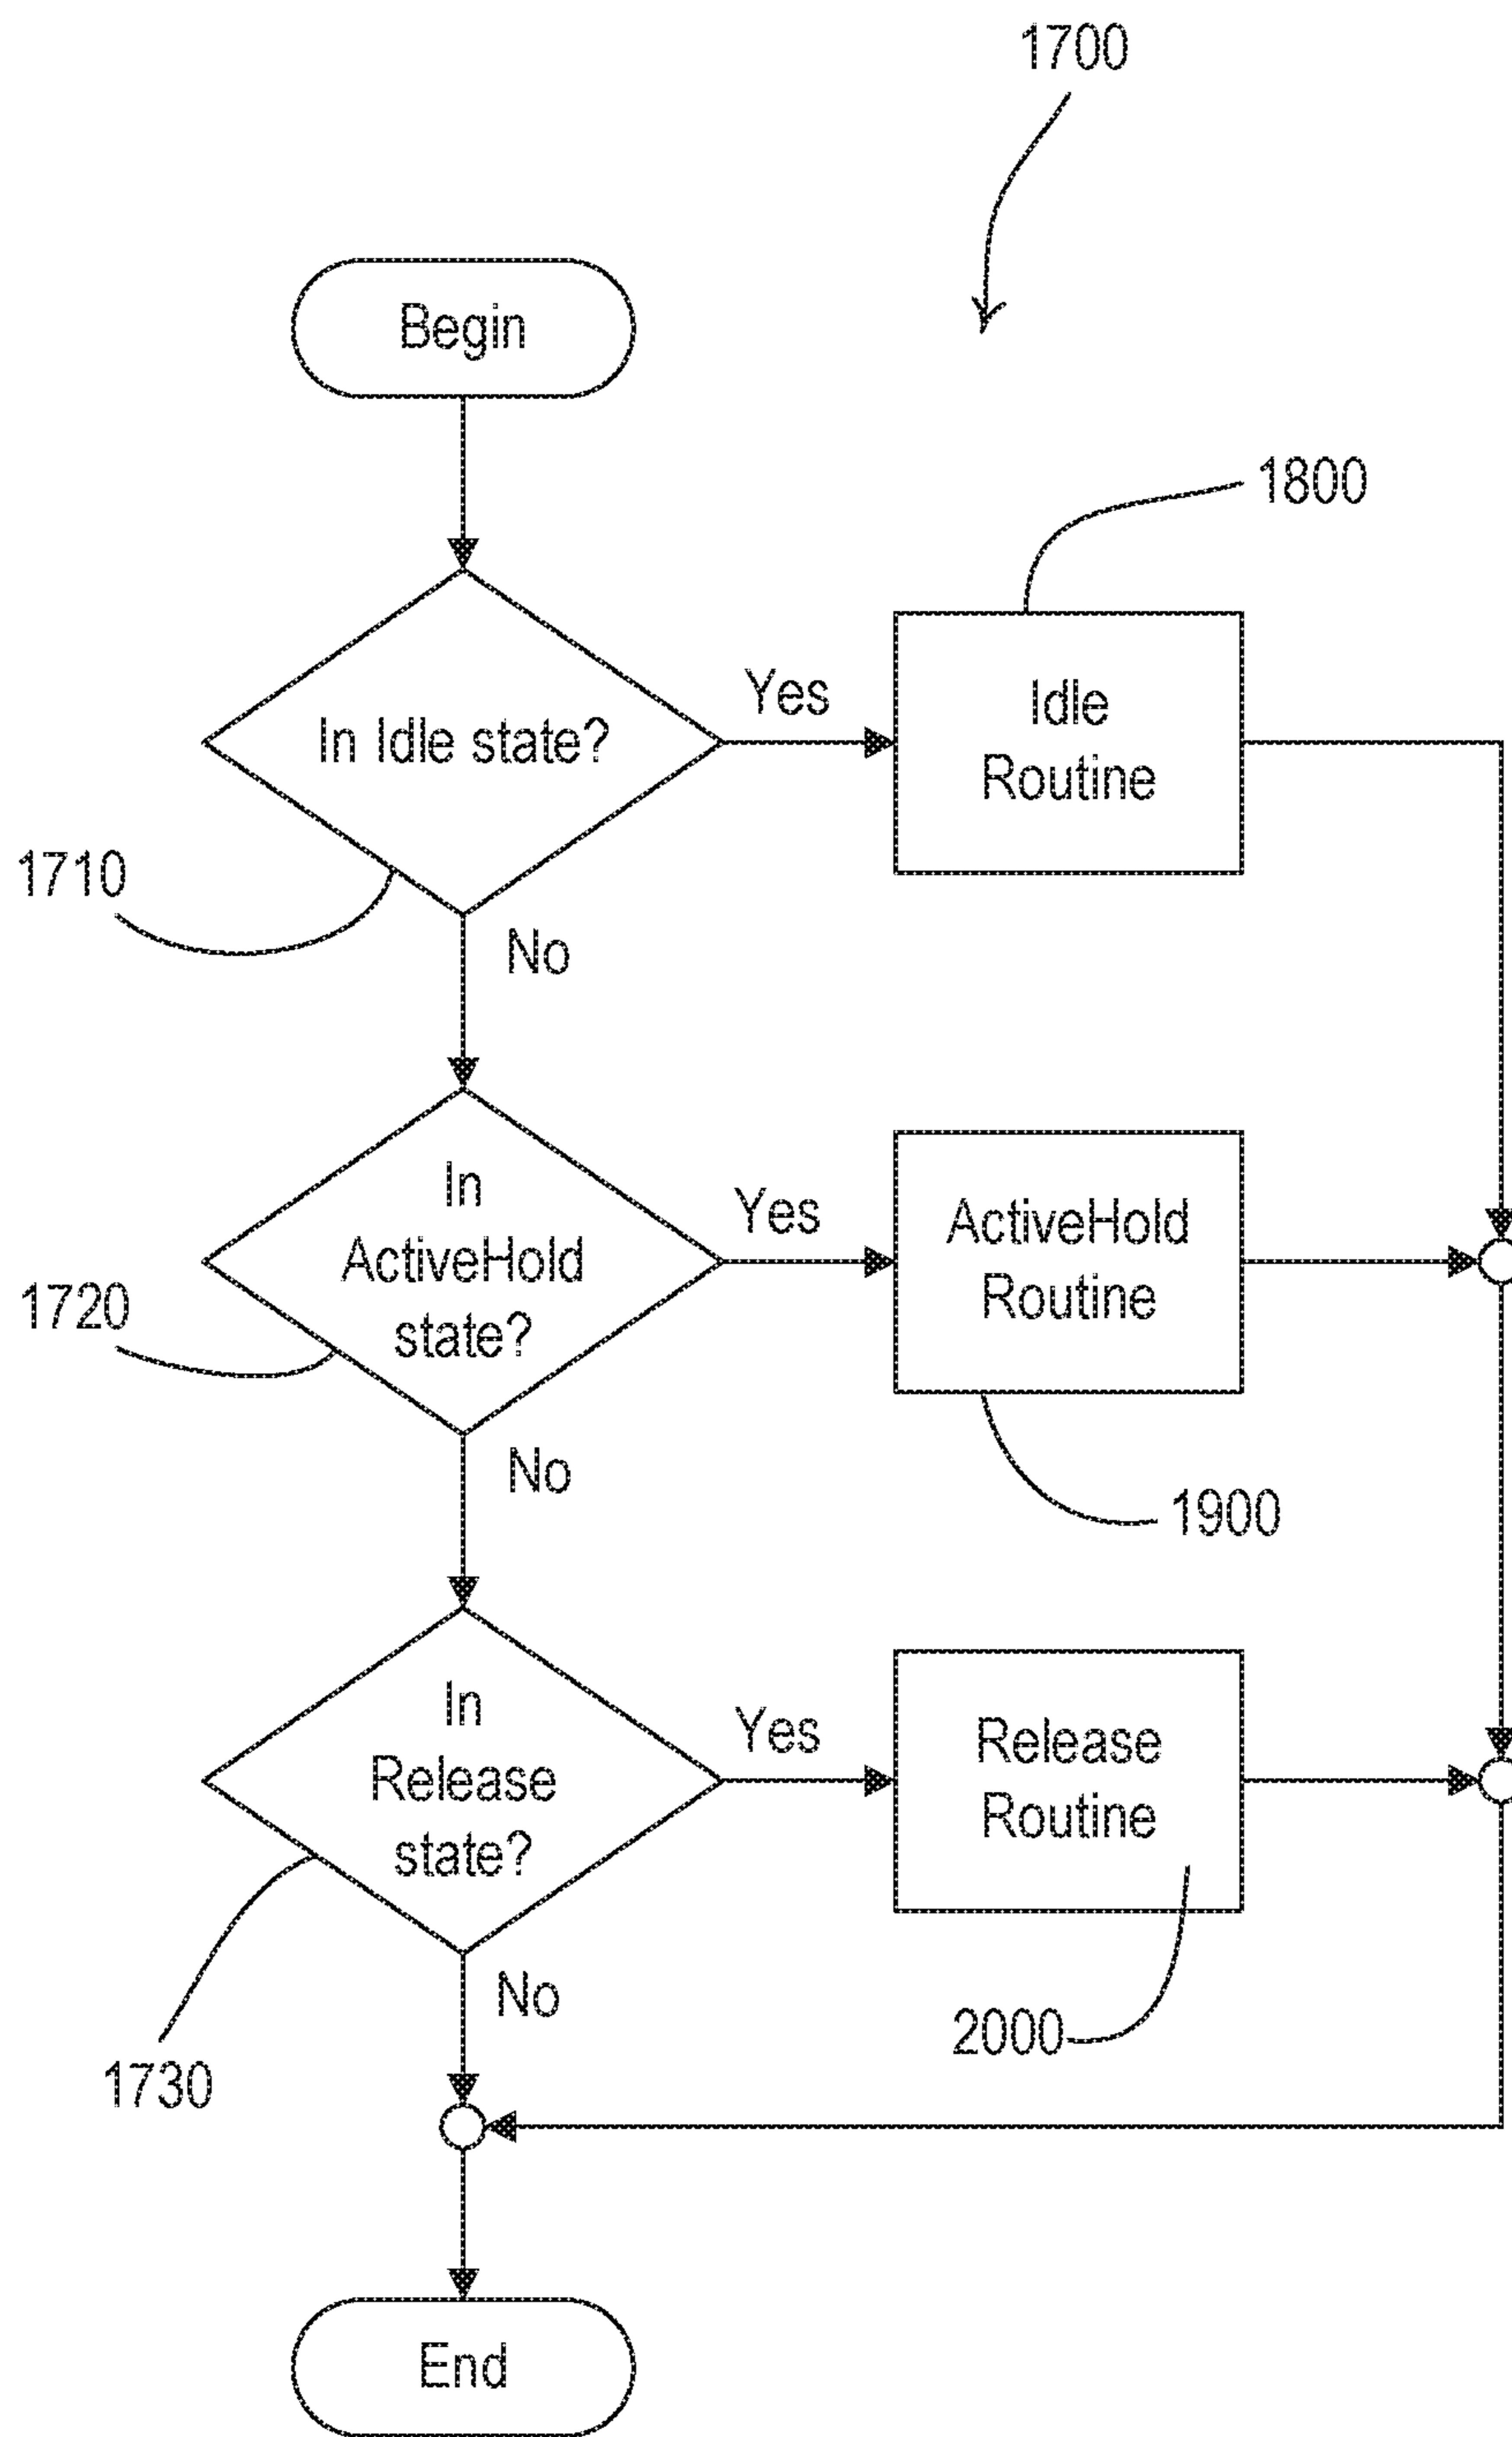 1700
Begin
1800
In Idle state?
Yes
Idle
Routine
1710
No
In
ActiveHold
state?
Yes
ActiveHold
Routine
1720
No
1900
In
Release
state?
Yes
Release
Routine
No
2000
1730
End